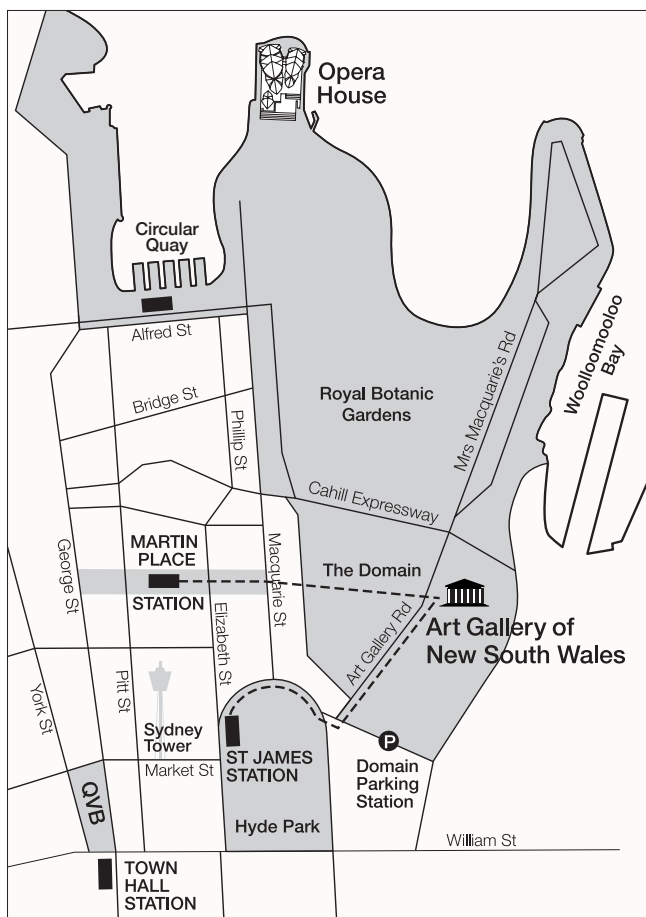 Opera
House
Circular
Quay
Alfred St
Bridge St
Phillip St
Royal Botanic
Gardens
Mrs Macquarie's Rd
Woolloomooloo
Bay
Cahill Expressway
George St
MARTIN
PLACE
STATION
Macquarie St
The Domain
Art Gallery of
New South Wales
Art Gallery Rd
Elizabeth St
Pitt St
York St
Sydney
Tower
Market St
ST JAMES
STATION
P
Domain
Parking
Station
QVB
Hyde Park
William St
TOWN
HALL
STATION